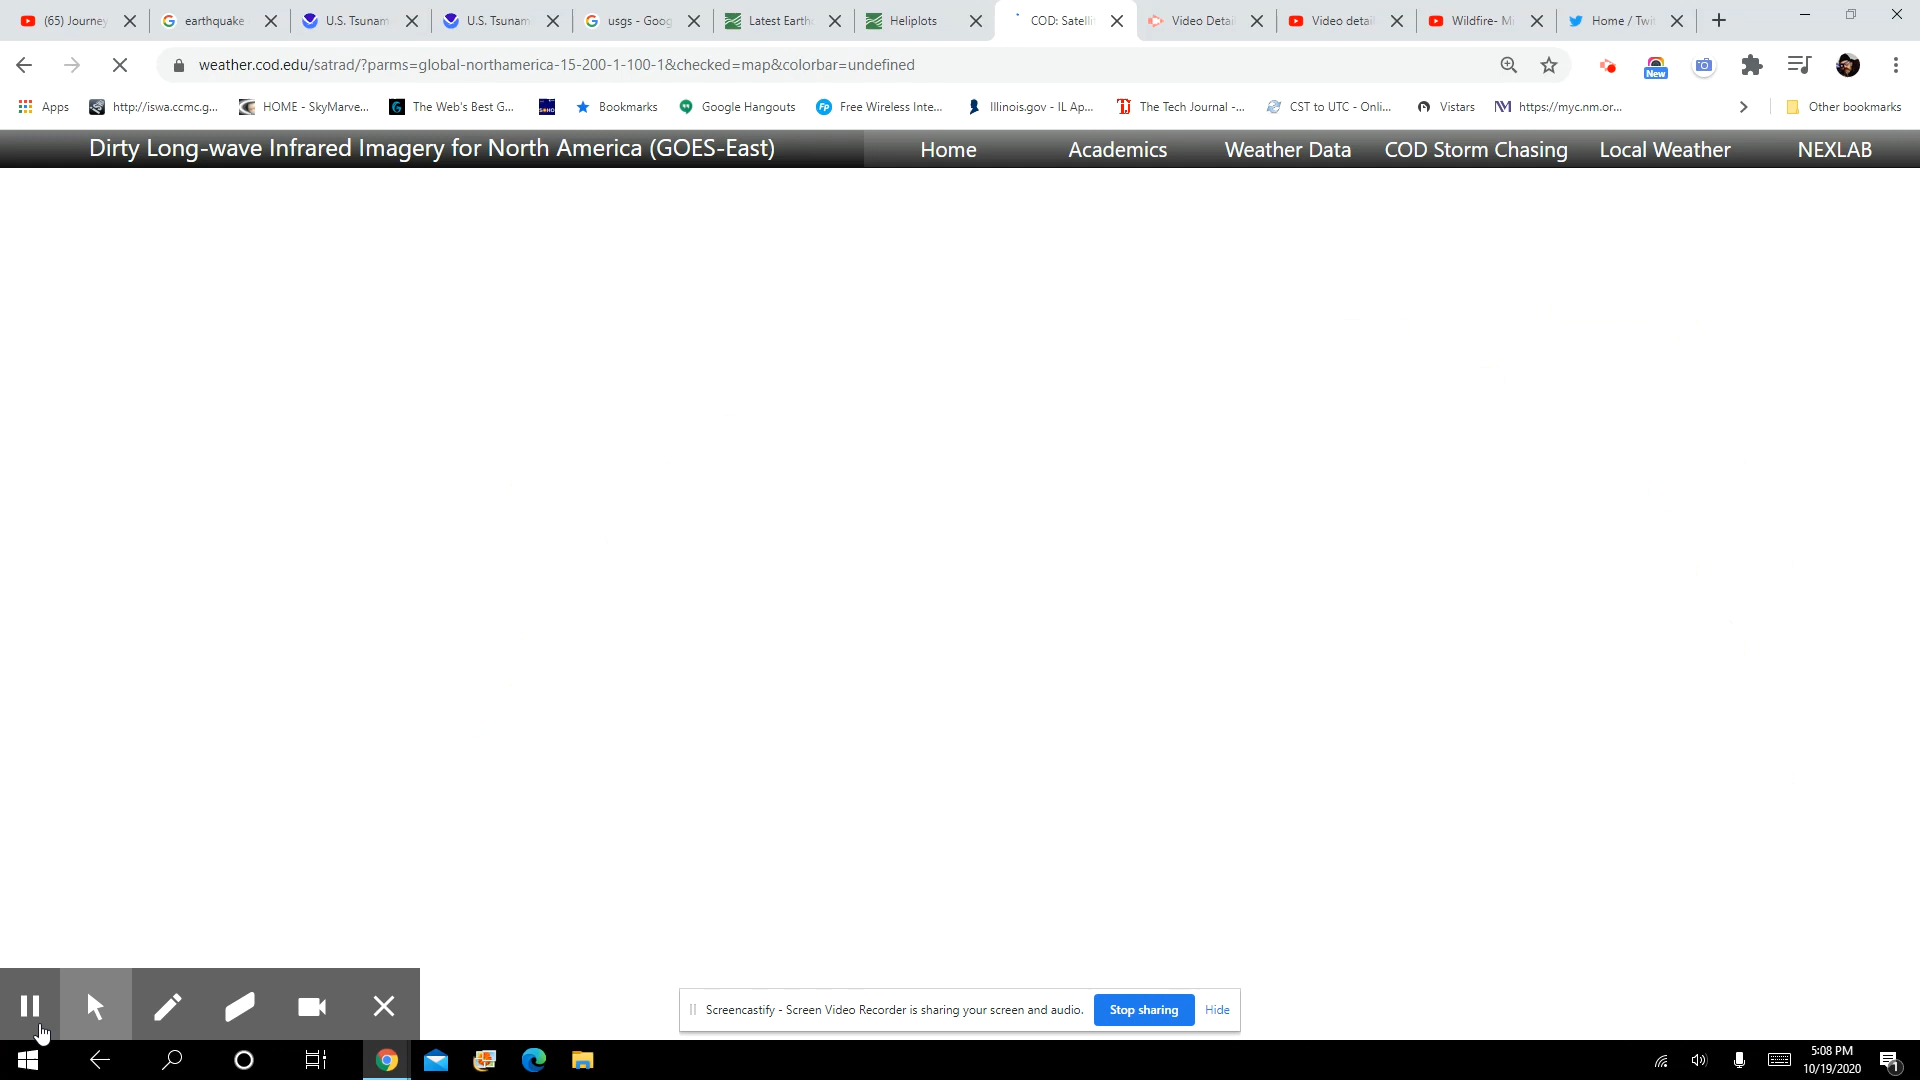 (65) Journey
earthquake
U.S. Tsunam
U.S. Tsunam
usgs - Goog
Latest Earth
Heliplots
COD: Satelli
Video Detai
Video detai
Wildfire- Mi
Home / Twi
weather.cod.edu/satrad/?parms=global-northamerica-15-200-1-100-1&checked=map&colorbar=undefined
New
Apps
http://iswa.ccmc.g...
HOME - SkyMarve...
The Web's Best G...
Bookmarks
Google Hangouts
Free Wireless Inte...
Illinois.gov - IL Ap...
The Tech Journal -...
CST to UTC - Onli...
Vistars
https://myc.nm.or...
Other bookmarks
Dirty Long-wave Infrared Imagery for North America (GOES-East)
Home
Academics
Weather Data
COD Storm Chasing
Local Weather
NEXLAB
Screencastify - Screen Video Recorder is sharing your screen and audio.
Stop sharing
Hide
5:08 PM
10/19/2020
1